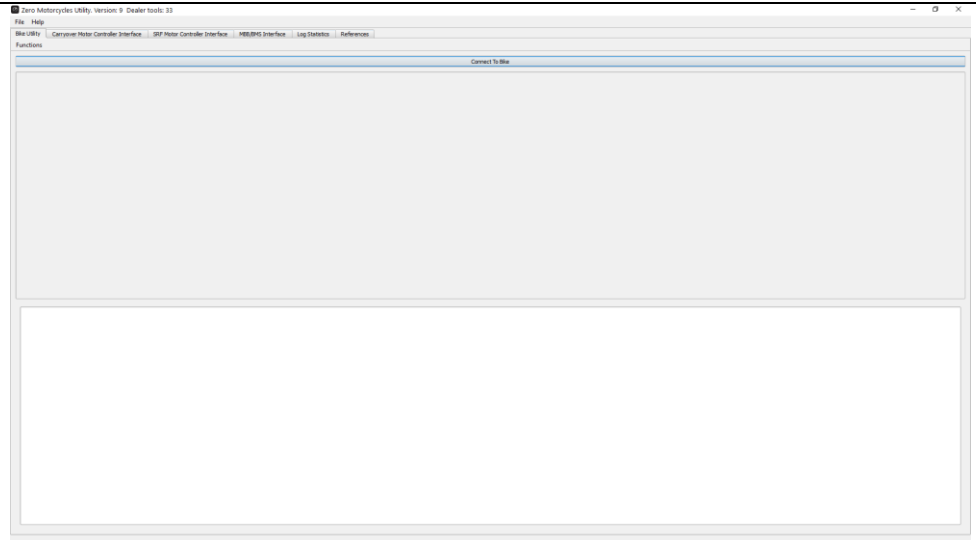 Zero Motorcycles Utility. Version: 9 Dealer tools: 33
File Help
Bike Utility Carryover Motor Controller Interface SRF Motor Controller Interface MBB/BMS Interface Log Statistics References
Functions
Connect To Bike